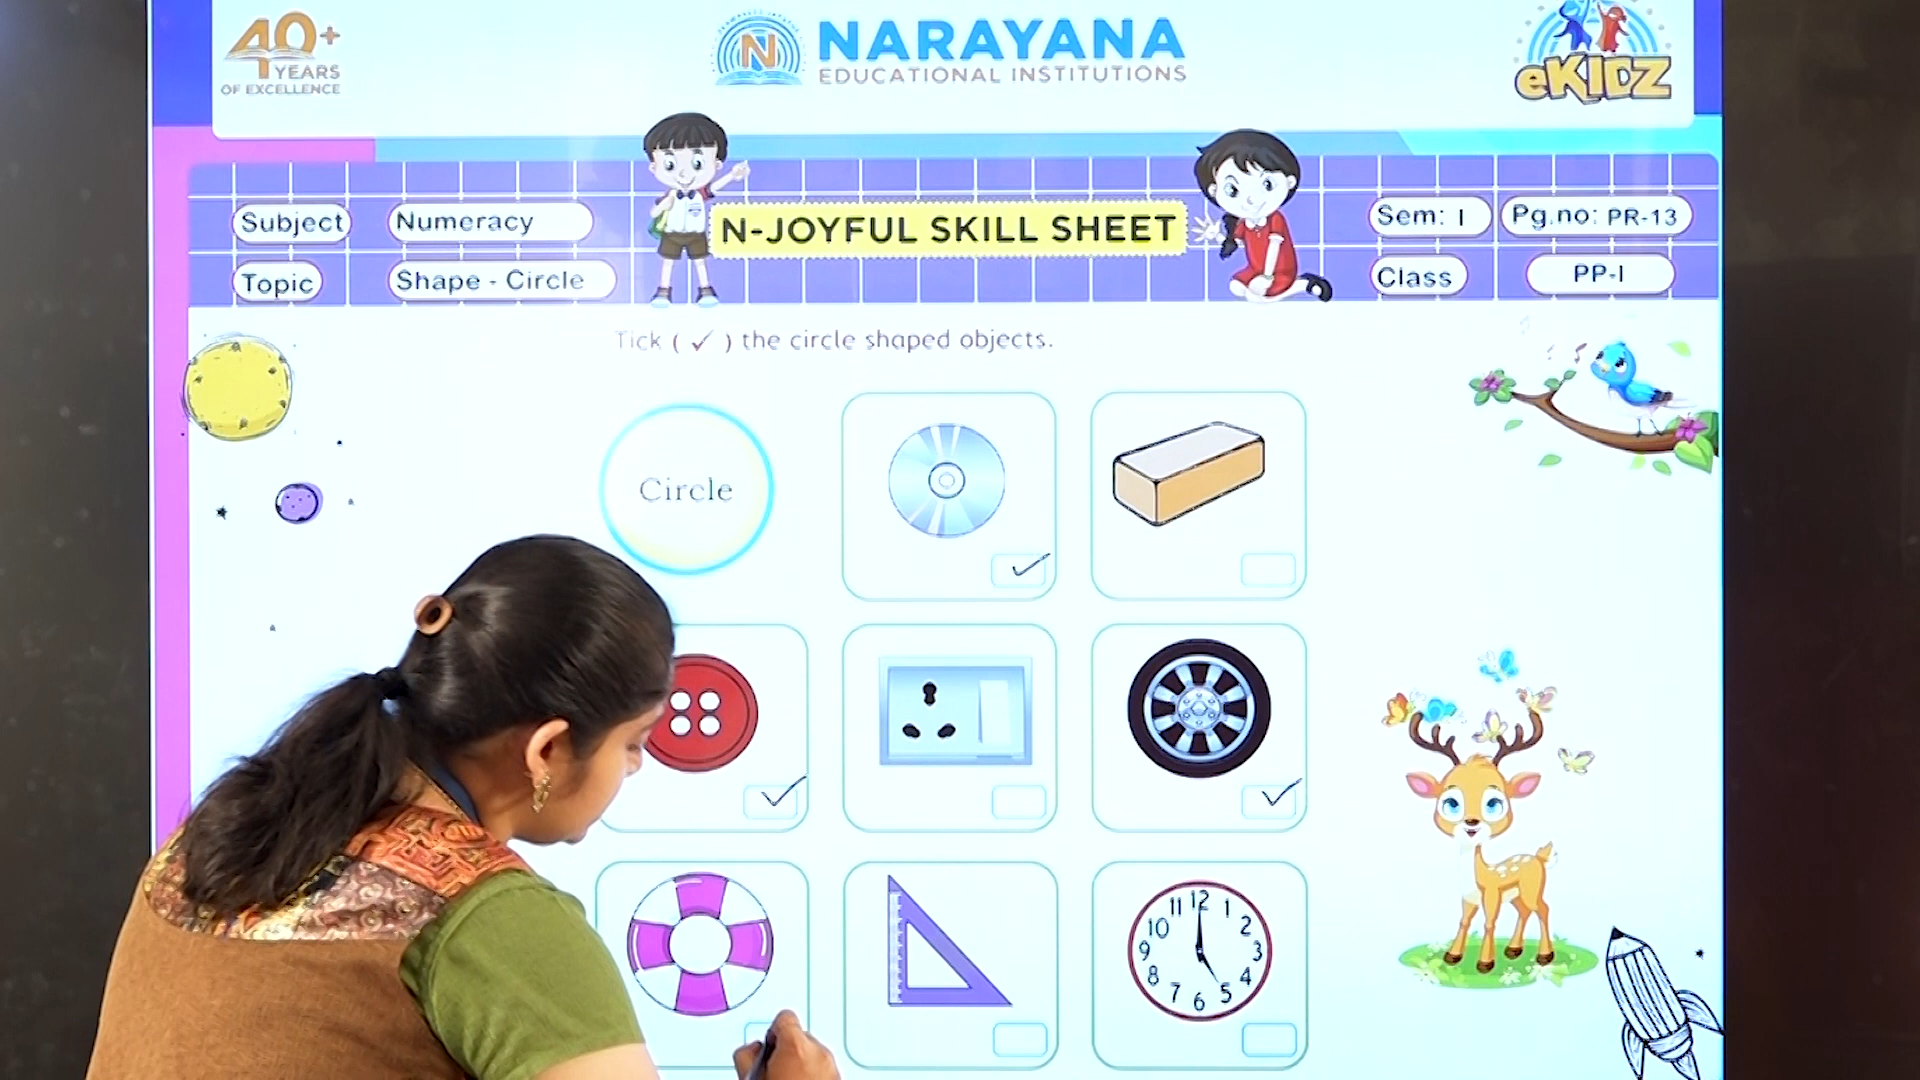 40+
YEARS
OF EXCELLENCE
N
NARAYANA
EDUCATIONAL INSTITUTIONS
eKIDZ
Subject Numeracy
N-JOYFUL SKILL SHEET
Sem: I Pg.no: PR-13
Topic Shape - Circle
Class PP-I
Tick ( ✓ ) the circle shaped objects.
Circle
12
11 1
10 2
9 3
8 4
7 5
6